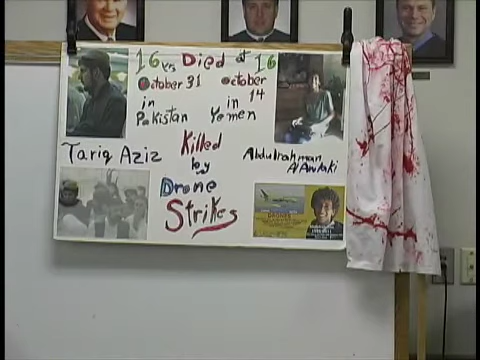 16 yrs Died at 16
October 31
October 14
in Pakistan
in Yemen
Killed
by
Drone
Strikes
Tariq Aziz
Abdulrahman
Al Awlaki